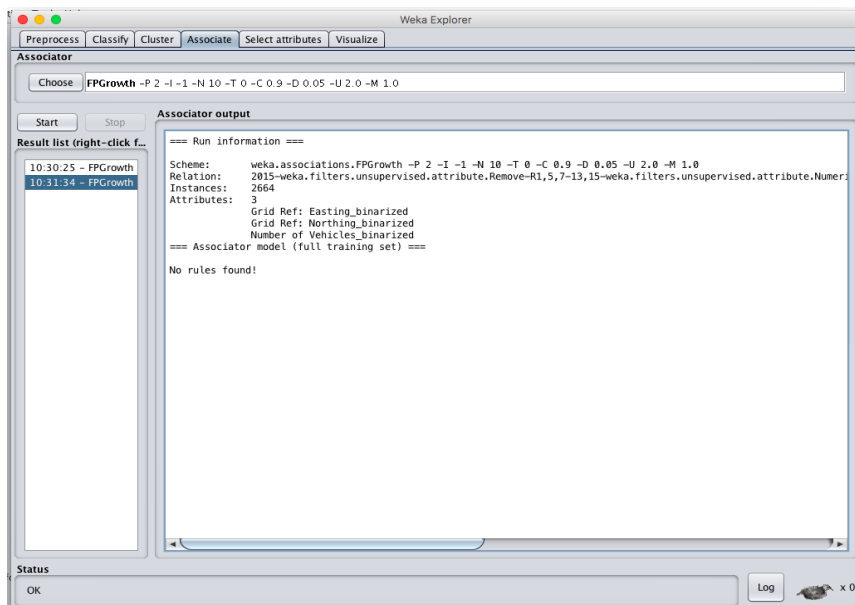 Weka Explorer
Preprocess Classify Cluster Associate Select attributes Visualize
Associator
Choose FPGrowth -P 2 -I -1 -N 10 -T 0 -C 0.9 -D 0.05 -U 2.0 -M 1.0
Start Stop
Result list (right-click f...
10:30:25 - FPGrowth
10:31:34 - FPGrowth
Associator output
=== Run information ===
Scheme: weka.associations.FPGrowth -P 2 -I -1 -N 10 -T 0 -C 0.9 -D 0.05 -U 2.0 -M 1.0
Relation: 2015-weka.filters.unsupervised.attribute.Remove-R1,5,7-13,15-weka.filters.unsupervised.attribute.Numeri
Instances: 2664
Attributes: 3
Grid Ref: Easting_binarized
Grid Ref: Northing_binarized
Number of Vehicles_binarized
=== Associator model (full training set) ===
No rules found!
Status
OK
Log x 0